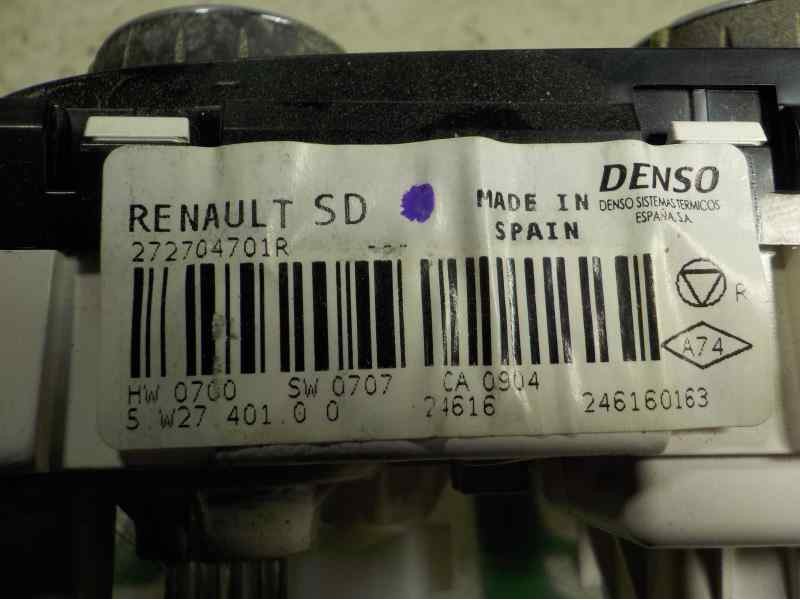 RENAULT SD
272704701R
MADE IN
SPAIN
DENSO
DENSO SISTEMAS TERMICOS
ESPAÑA, S.A.
R
A74
HW 0700 SW 0707 CA 0904
5 W27 401.0 0 24616 246160163